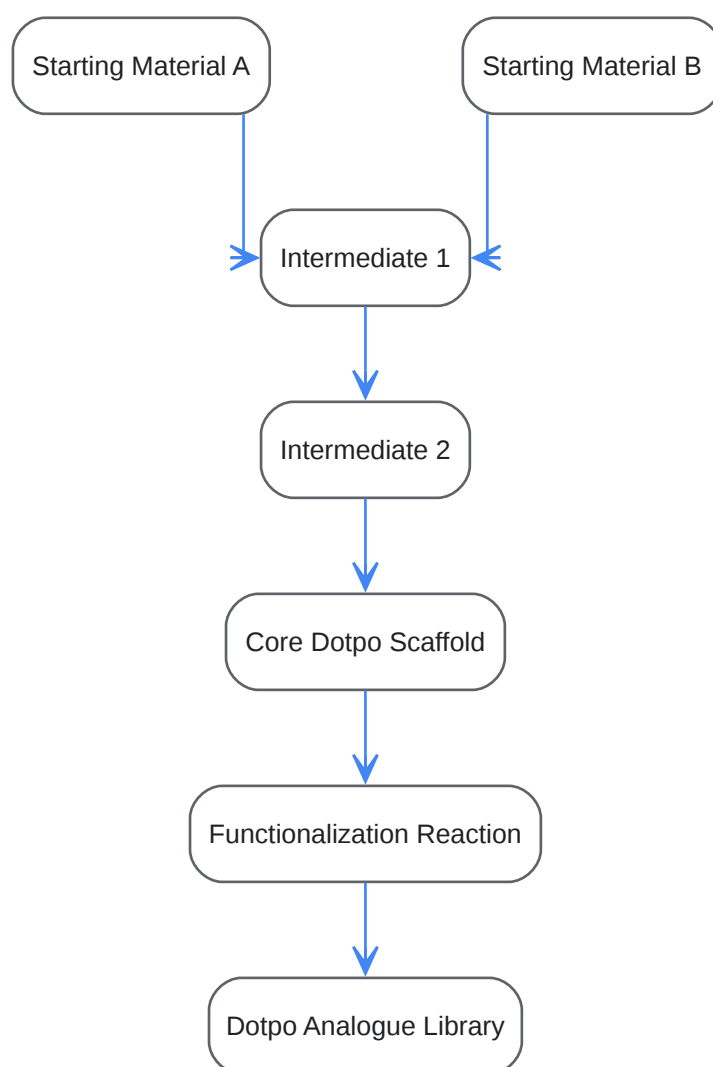 Starting Material A
Starting Material B
Intermediate 1
Intermediate 2
Core Dotpo Scaffold
Functionalization Reaction
Dotpo Analogue Library